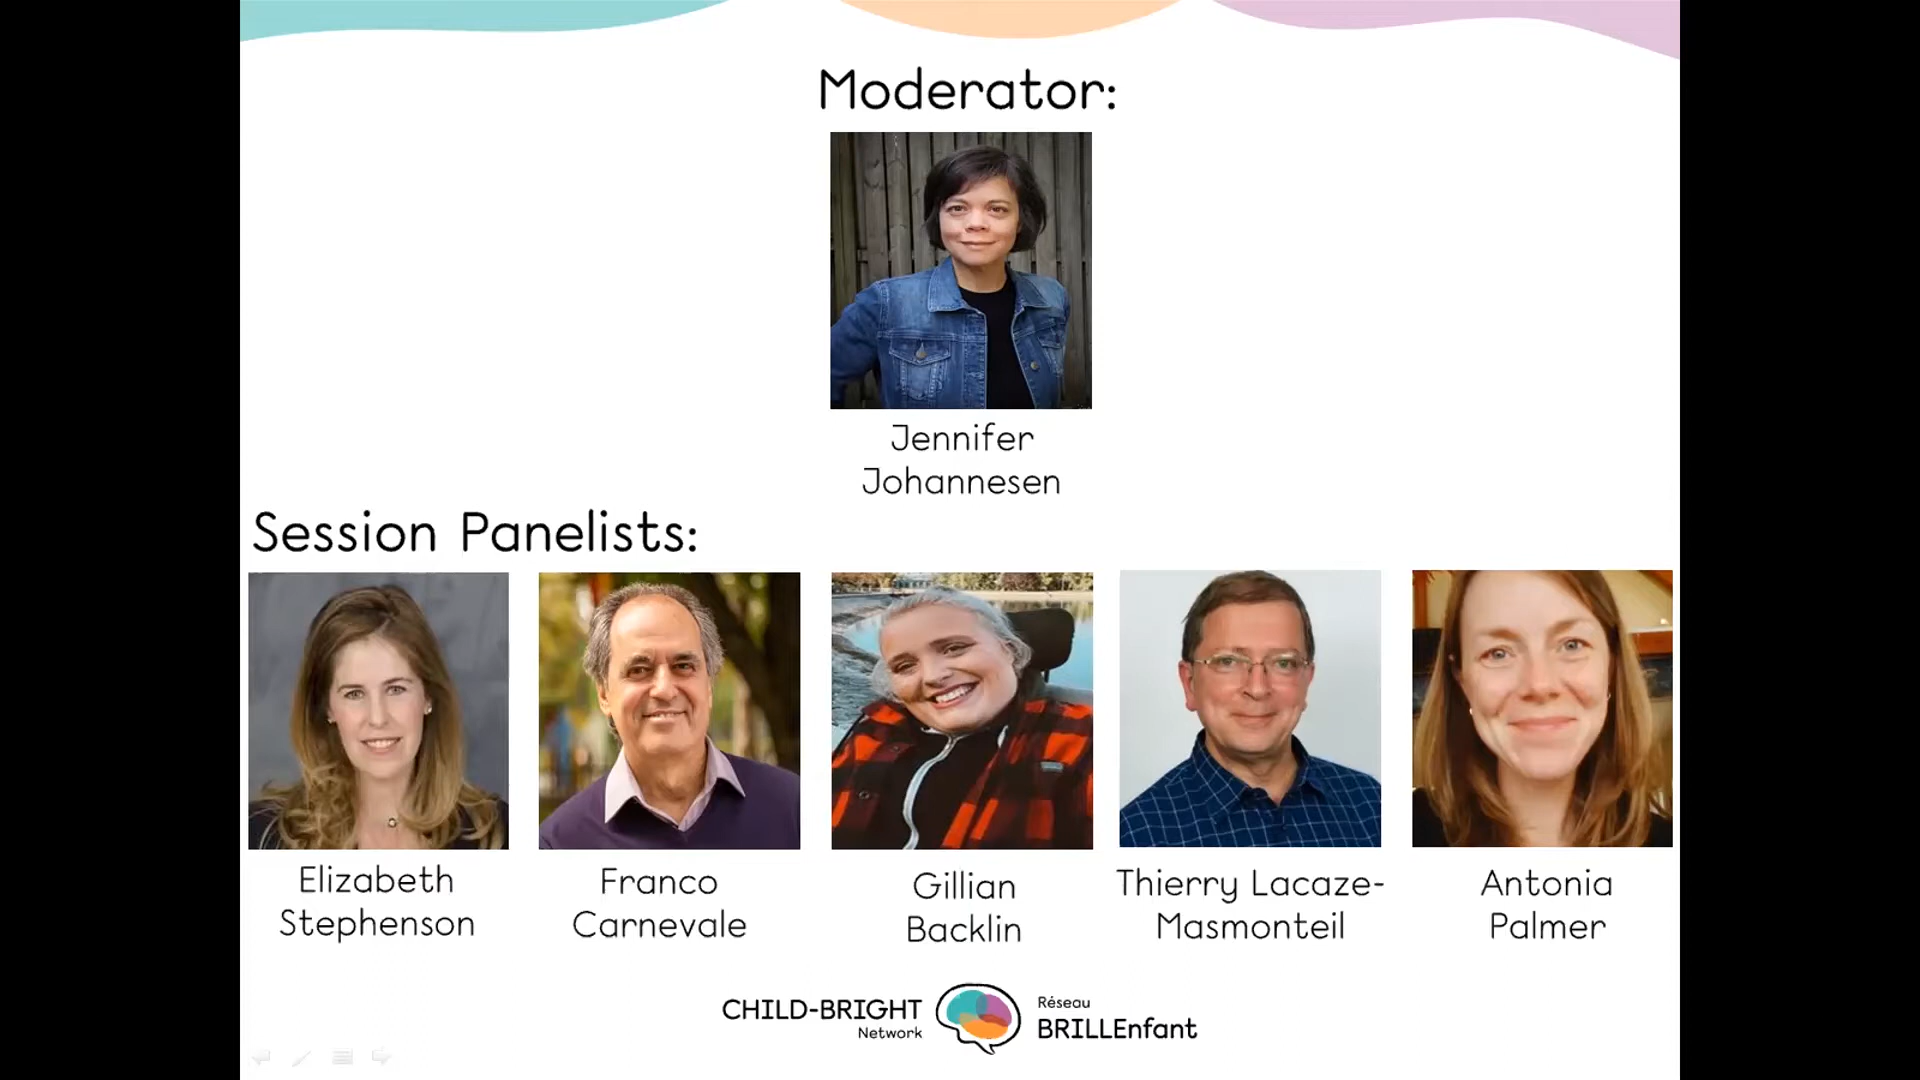 Moderator:
Jennifer
Johannesen
Session Panelists:
Elizabeth
Stephenson
Franco
Carnevale
Gillian
Backlin
Thierry Lacaze-
Masmonteil
Antonia
Palmer
CHILD-BRIGHT
Network
Réseau
BRILLEnfant